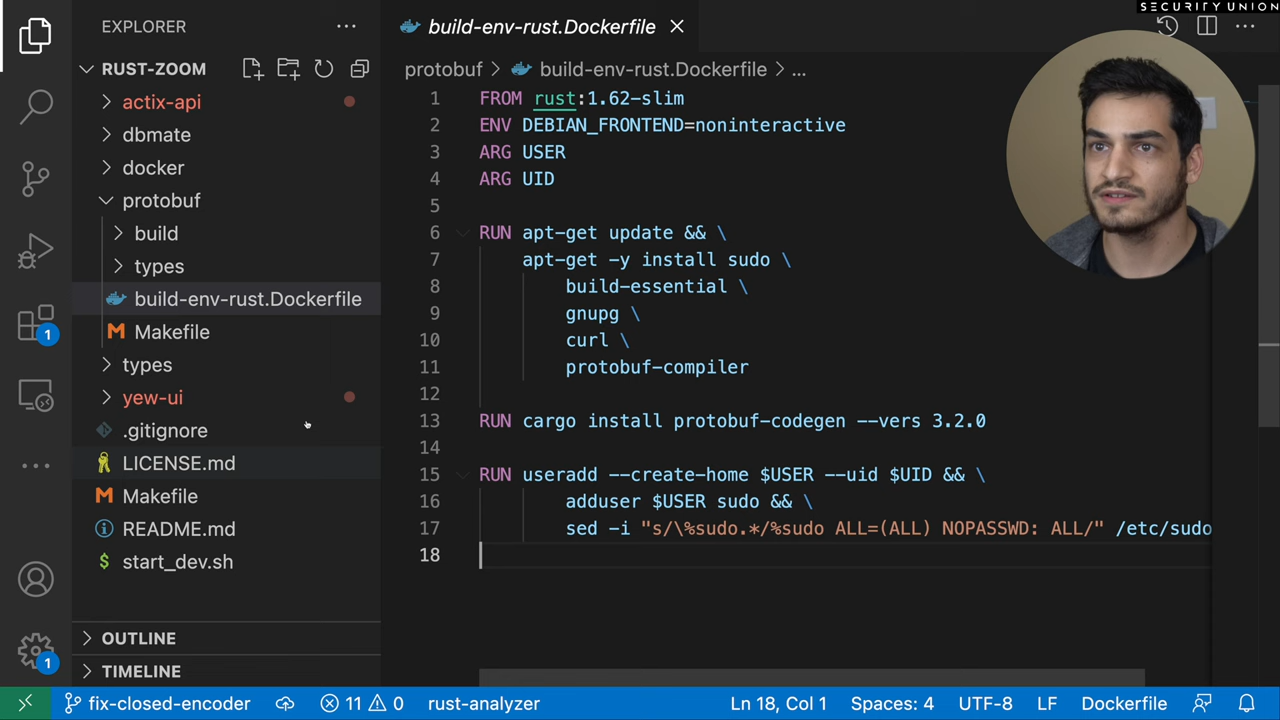 SECURITY UNION
EXPLORER
RUST-ZOOM
actix-api
dbmate
docker
protobuf
build
types
build-env-rust.Dockerfile
Makefile
types
yew-ui
.gitignore
LICENSE.md
Makefile
README.md
start_dev.sh
OUTLINE
TIMELINE
1
1
build-env-rust.Dockerfile
protobuf > build-env-rust.Dockerfile > ...
1 FROM rust:1.62-slim
2 ENV DEBIAN_FRONTEND=noninteractive
3 ARG USER
4 ARG UID
5
6 RUN apt-get update && \
7 apt-get -y install sudo \
8 build-essential \
9 gnupg \
10 curl \
11 protobuf-compiler
12
13 RUN cargo install protobuf-codegen --vers 3.2.0
14
15 RUN useradd --create-home $USER --uid $UID && \
16 adduser $USER sudo && \
17 sed -i "s/\%sudo.*/%sudo ALL=(ALL) NOPASSWD: ALL/" /etc/sudo
18
fix-closed-encoder 11 0 rust-analyzer Ln 18, Col 1 Spaces: 4 UTF-8 LF Dockerfile